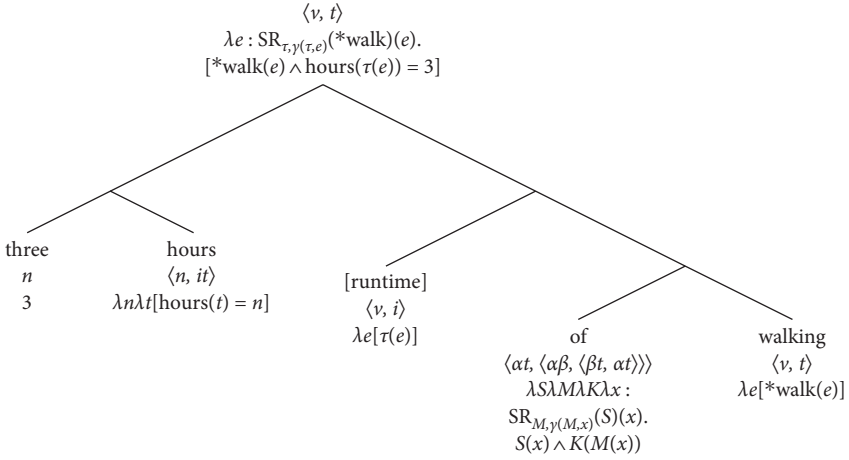 ⟨v, t⟩
λe : SR_{τ,γ(τ,e)}(*walk)(e).
[*walk(e) ∧ hours(τ(e)) = 3]
three
n
3
hours
⟨n, it⟩
λnλt[hours(t) = n]
[runtime]
⟨v, i⟩
λe[τ(e)]
of
⟨αt, ⟨αβ, ⟨βt, αt⟩⟩⟩
λSλMλKλx :
SR_{M,γ(M,x)}(S)(x).
S(x) ∧ K(M(x))
walking
⟨v, t⟩
λe[*walk(e)]